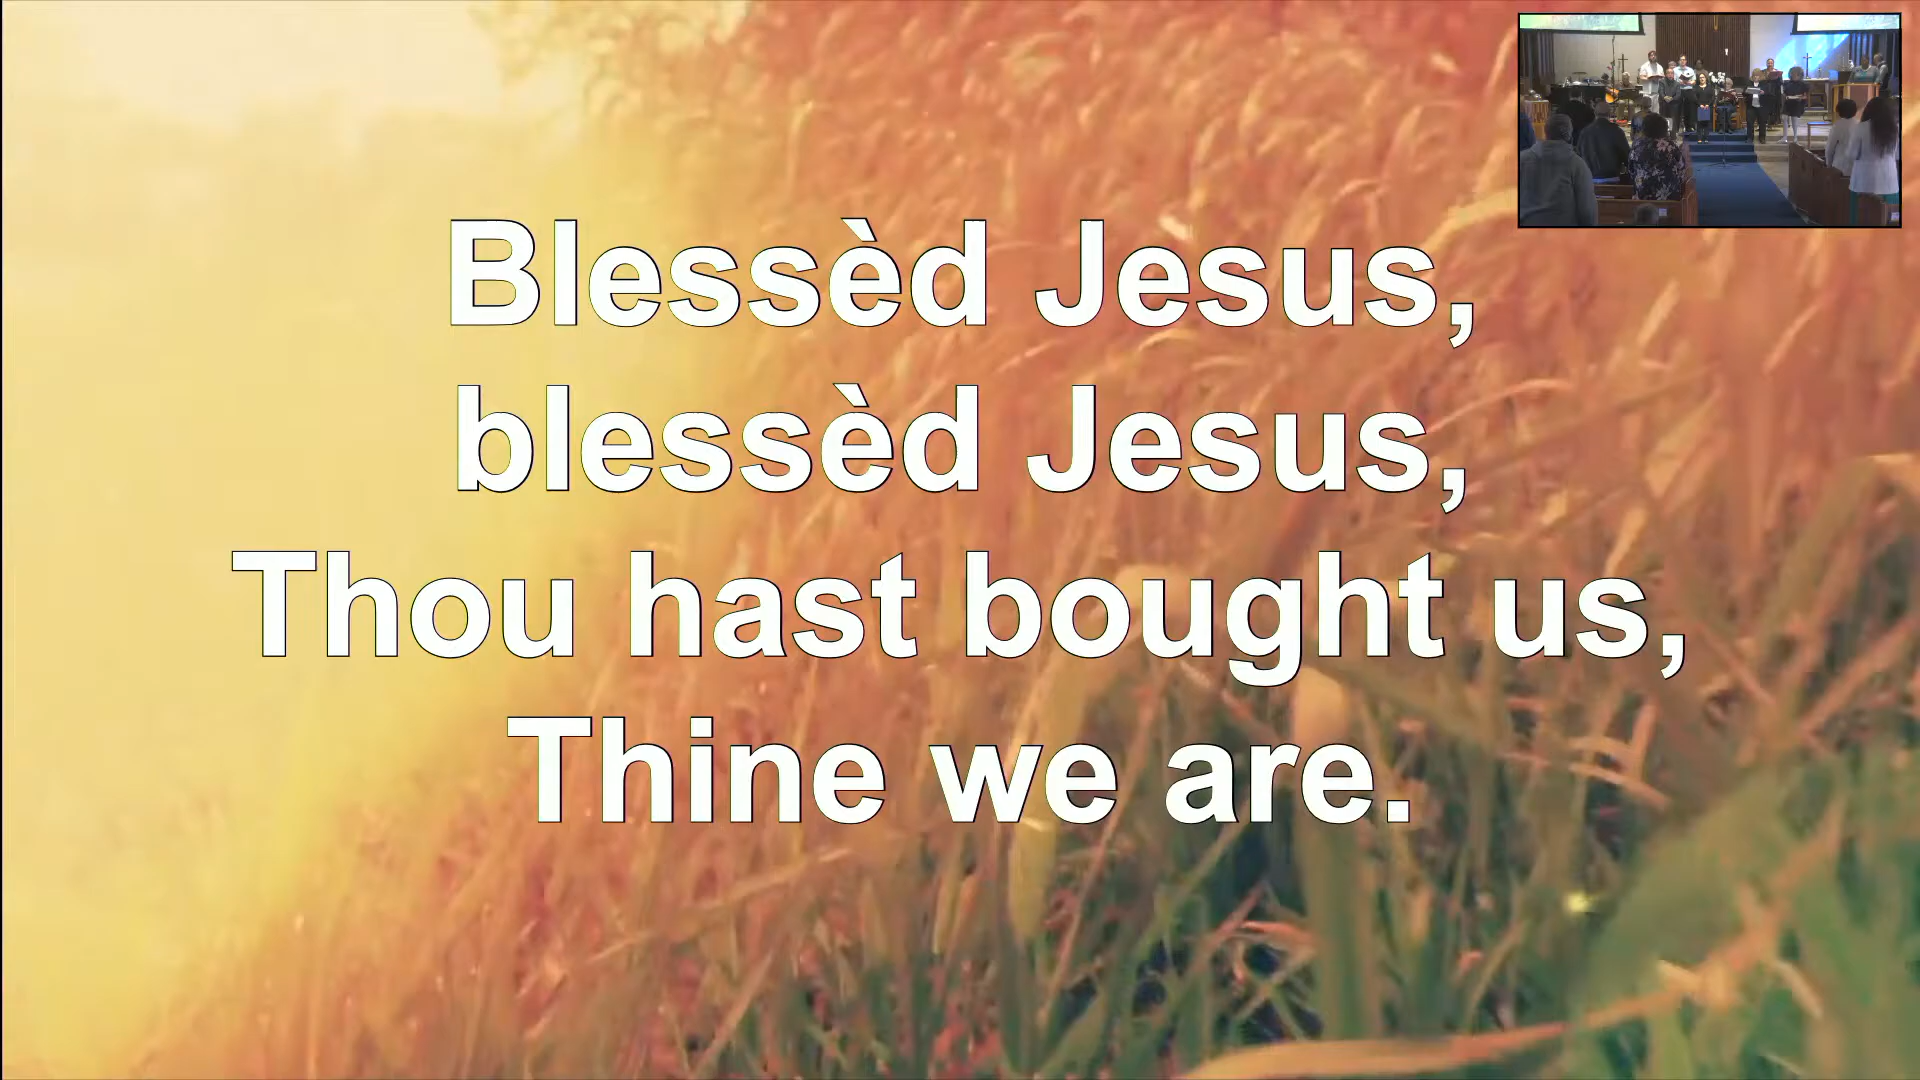 Blessèd Jesus,
blessèd Jesus,
Thou hast bought us,
Thine we are.